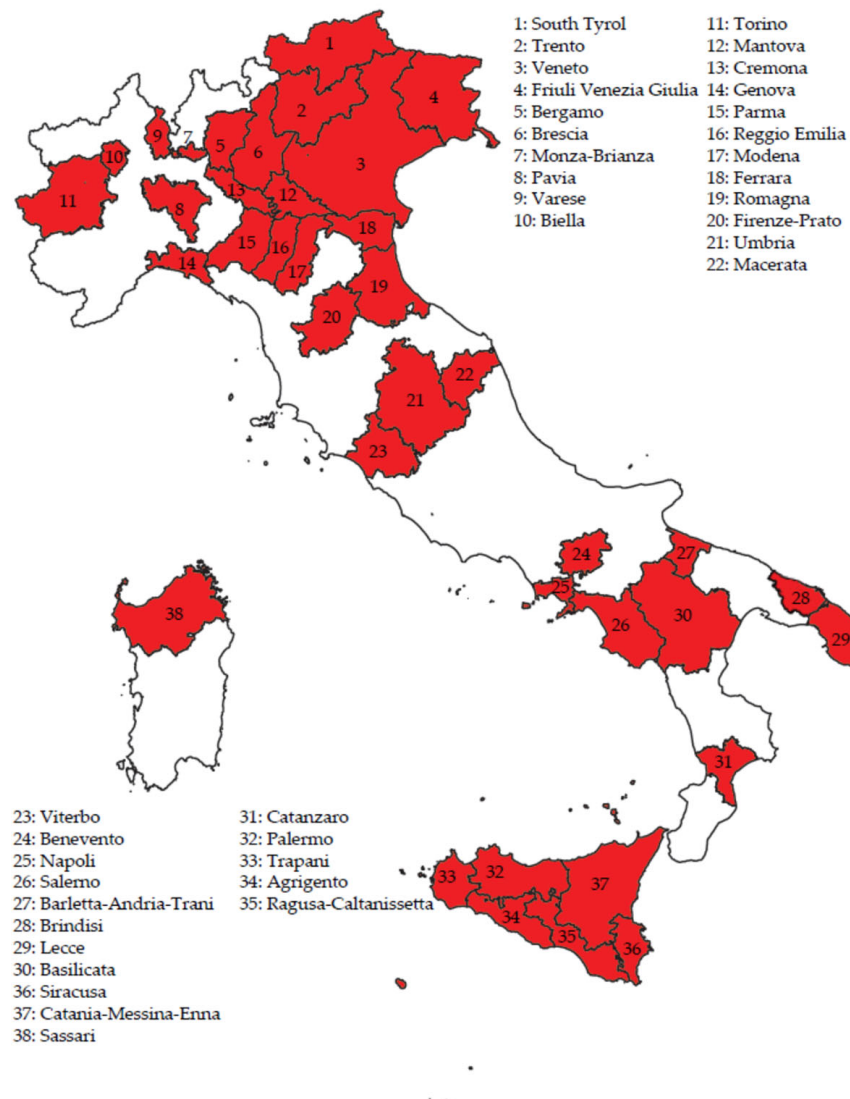 1: South Tyrol
2: Trento
3: Veneto
4: Friuli Venezia Giulia
5: Bergamo
6: Brescia
7: Monza-Brianza
8: Pavia
9: Varese
10: Biella
11: Torino
12: Mantova
13: Cremona
14: Genova
15: Parma
16: Reggio Emilia
17: Modena
18: Ferrara
19: Romagna
20: Firenze-Prato
21: Umbria
22: Macerata
1
2
4
3
9
7
5
6
10
11
8
13
12
18
15
16
17
14
19
20
22
21
23
24
27
25
28
30
26
29
38
31
33
32
37
34
35
36
23: Viterbo
24: Benevento
25: Napoli
26: Salerno
27: Barletta-Andria-Trani
28: Brindisi
29: Lecce
30: Basilicata
36: Siracusa
37: Catania-Messina-Enna
38: Sassari
31: Catanzaro
32: Palermo
33: Trapani
34: Agrigento
35: Ragusa-Caltanissetta